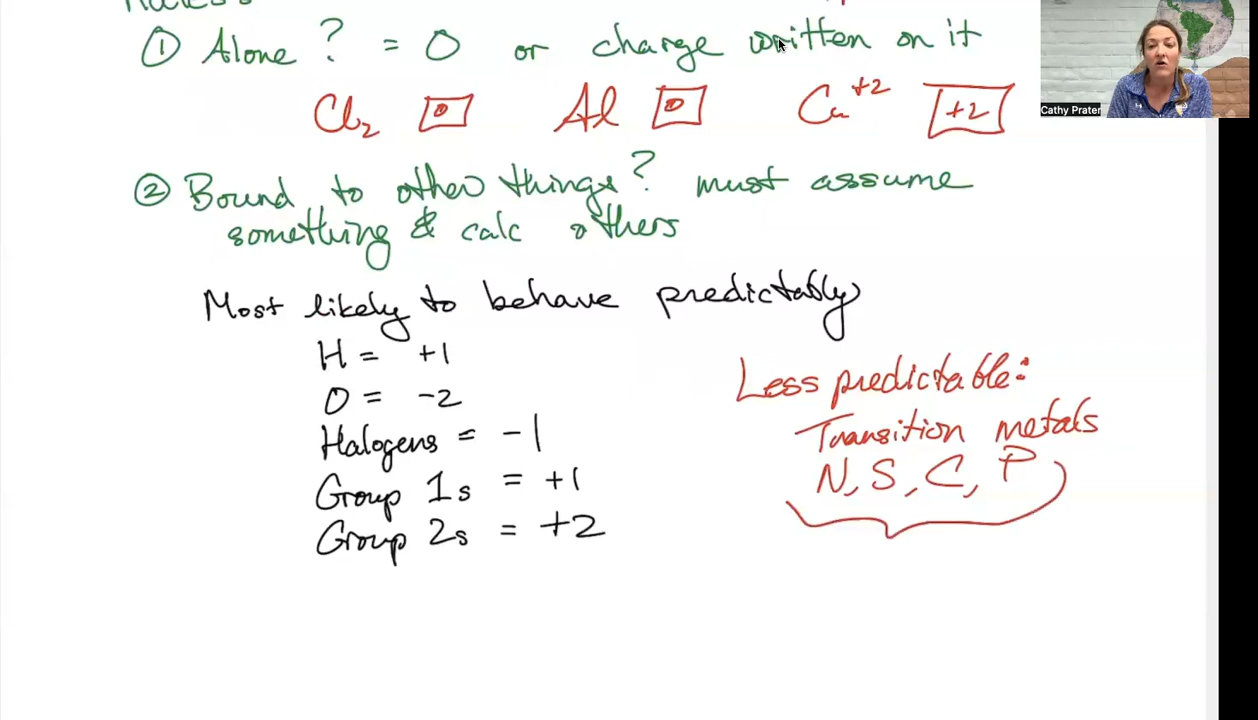 ① Alone? = 0 or charge written on it
Cl₂ 0 Al 0 Cu⁺² +2
Cathy Prater
② Bound to other things? must assume
something & calc others
Most likely to behave predictably
H = +1
O = -2
Halogens = -1
Group 1s = +1
Group 2s = +2
Less predictable:
Transition metals
N, S, C, P